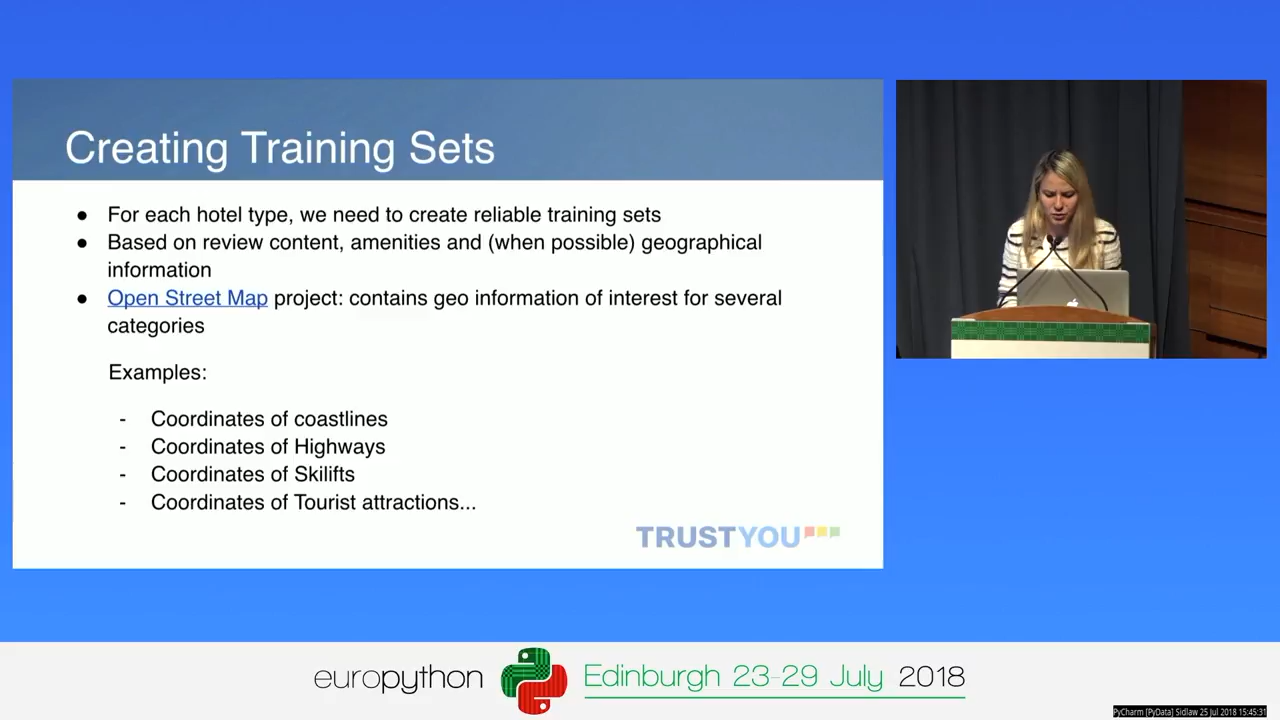 Creating Training Sets
● For each hotel type, we need to create reliable training sets
● Based on review content, amenities and (when possible) geographical
information
● Open Street Map project: contains geo information of interest for several
categories
Examples:
- Coordinates of coastlines
- Coordinates of Highways
- Coordinates of Skilifts
- Coordinates of Tourist attractions...
TRUSTYOU
europython Edinburgh 23-29 July 2018
PyCharm [PyData] Sidlaw 25 Jul 2018 15:45:31